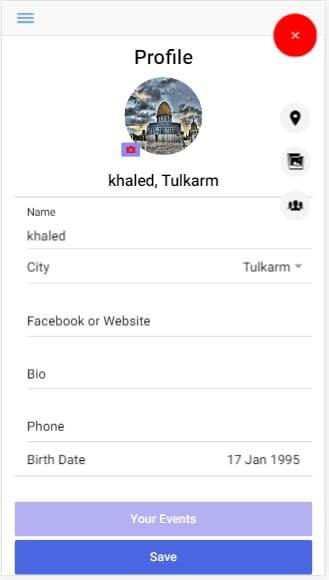 Profile
khaled, Tulkarm
Name
khaled
City Tulkarm
Facebook or Website
Bio
Phone
Birth Date 17 Jan 1995
Your Events
Save